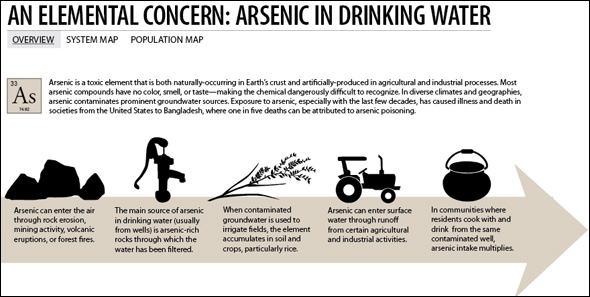 AN ELEMENTAL CONCERN: ARSENIC IN DRINKING WATER
OVERVIEW SYSTEM MAP POPULATION MAP
33
As
74.92
Arsenic is a toxic element that is both naturally-occurring in Earth's crust and artificially-produced in agricultural and industrial processes. Most
arsenic compounds have no color, smell, or taste—making the chemical dangerously difficult to recognize. In diverse climates and geographies,
arsenic contaminates prominent groundwater sources. Exposure to arsenic, especially with the last few decades, has caused illness and death in
societies from the United States to Bangladesh, where one in five deaths can be attributed to arsenic poisoning.
Arsenic can enter the air
through rock erosion,
mining activity, volcanic
eruptions, or forest fires.
The main source of arsenic
in drinking water (usually
from wells) is arsenic-rich
rocks through which the
water has been filtered.
When contaminated
groundwater is used to
irrigate fields, the element
accumulates in soil and
crops, particularly rice.
Arsenic can enter surface
water through runoff
from certain agricultural
and industrial activities.
In communities where
residents cook with and
drink from the same
contaminated well,
arsenic intake multiplies.